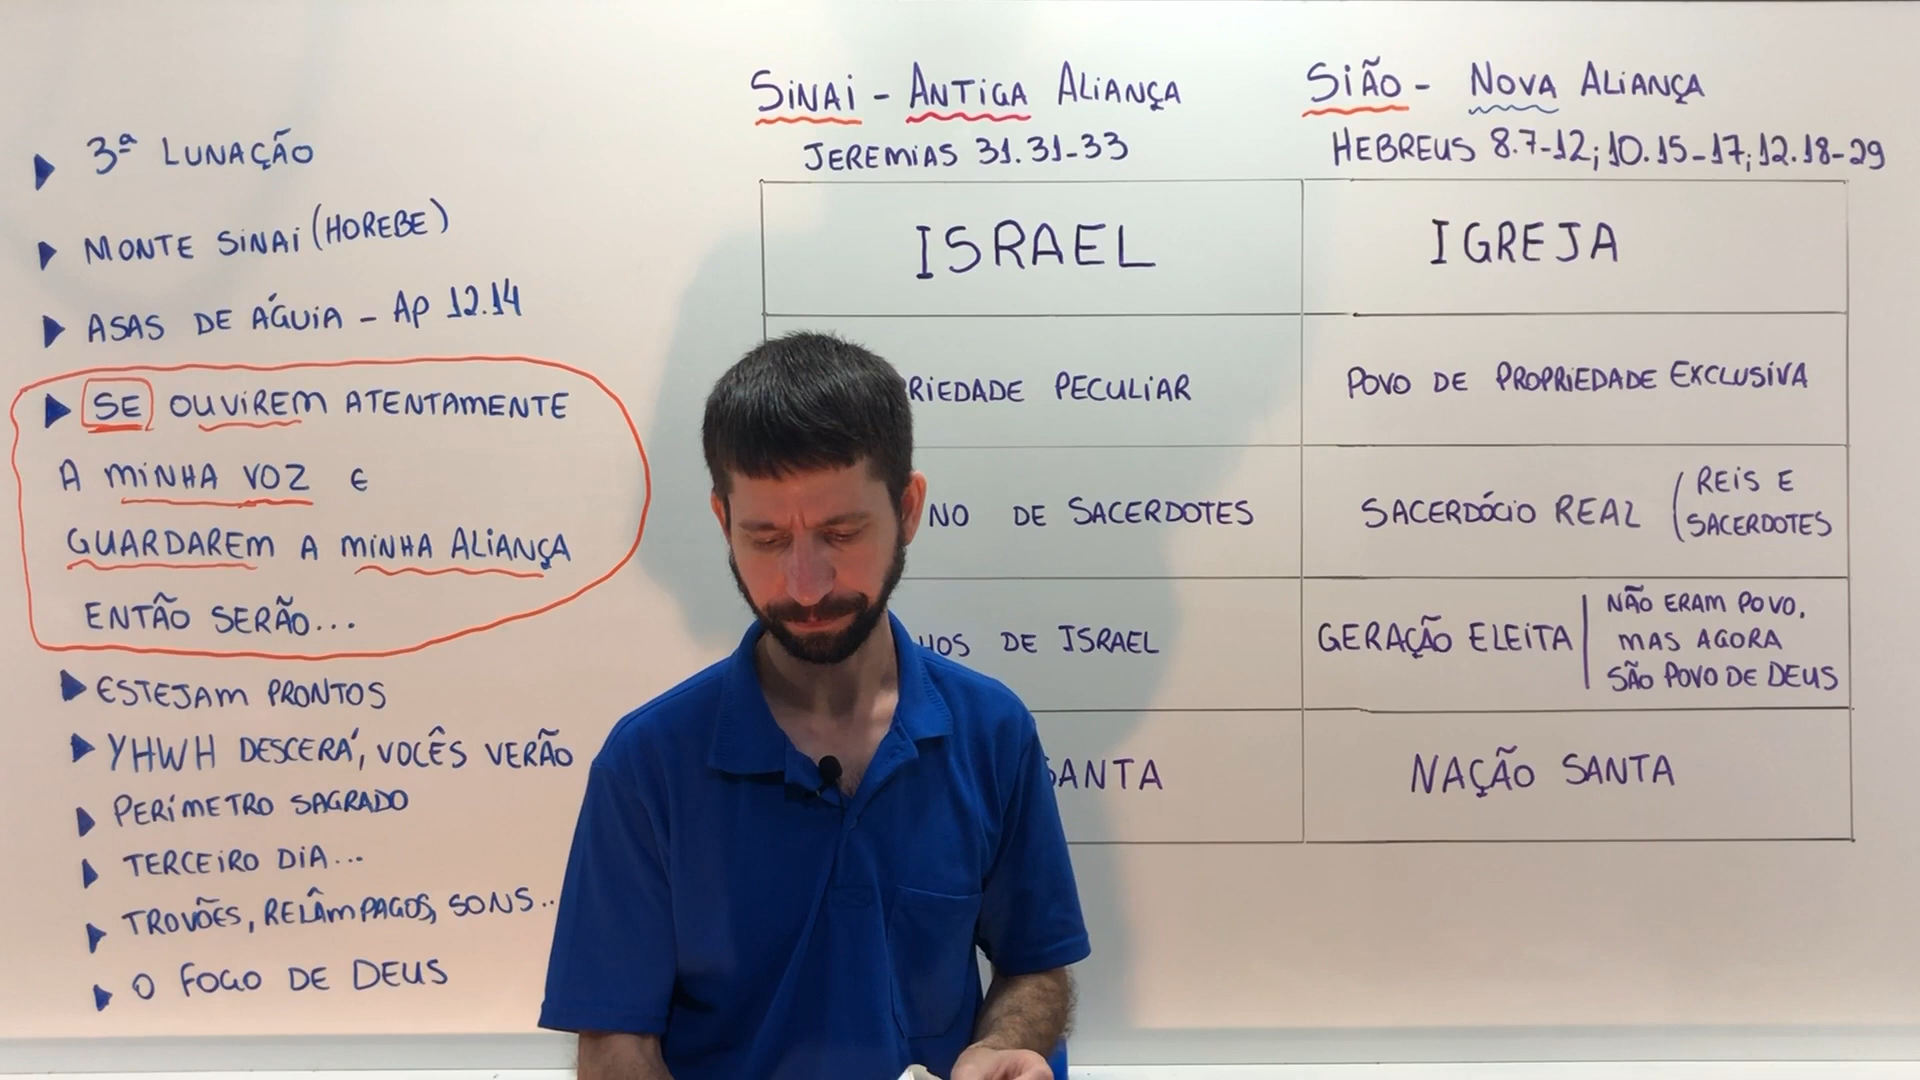 3ª LUNAÇÃO
MONTE SINAI (HOREBE)
ASAS DE ÁGUIA - AP 12.14
SE OUVIREM ATENTAMENTE
A MINHA VOZ E
GUARDAREM A MINHA ALIANÇA
ENTÃO SERÃO...
ESTEJAM PRONTOS
YHWH DESCERÁ, VOCÊS VERÃO
PERÍMETRO SAGRADO
TERCEIRO DIA...
TROVÕES, RELÂMPAGOS, SONS..
O FOGO DE DEUS
SINAI - ANTIGA ALIANÇA
JEREMIAS 31.31-33
ISRAEL
RIEDADE PECULIAR
NO DE SACERDOTES
HOS DE ISRAEL
SANTA
SIÃO - NOVA ALIANÇA
HEBREUS 8.7-12; 10.15-17; 12.18-29
IGREJA
POVO DE PROPRIEDADE EXCLUSIVA
SACERDÓCIO REAL
REIS E
SACERDOTES
GERAÇÃO ELEITA
NÃO ERAM POVO,
MAS AGORA
SÃO POVO DE DEUS
NAÇÃO SANTA